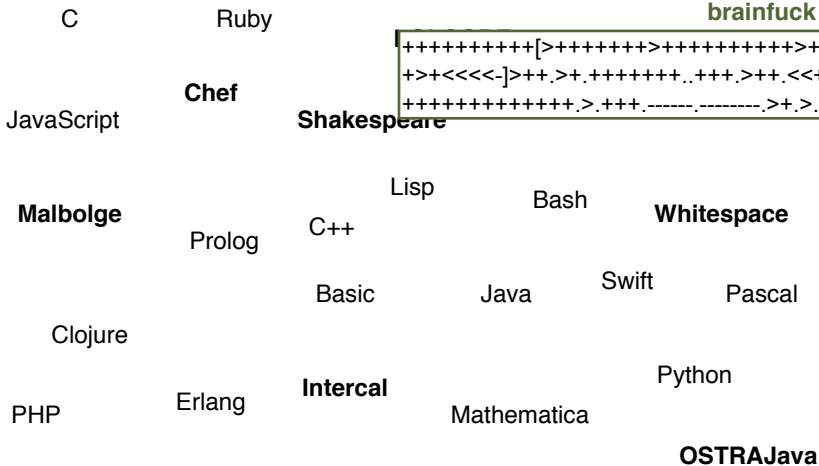 C Ruby
brainfuck
++++++++++[>+++++++>++++++++++>+
+>+<<<<-]>++.>+.+++++++..+++.>++.<<+
++++++++++++++.>.+++.------.--------.>+.>.
Chef
JavaScript Shakespeare
Lisp Bash
Malbolge Whitespace
Prolog C++
Basic Java Swift Pascal
Clojure
Python
PHP Erlang Intercal
Mathematica
OSTRAJava